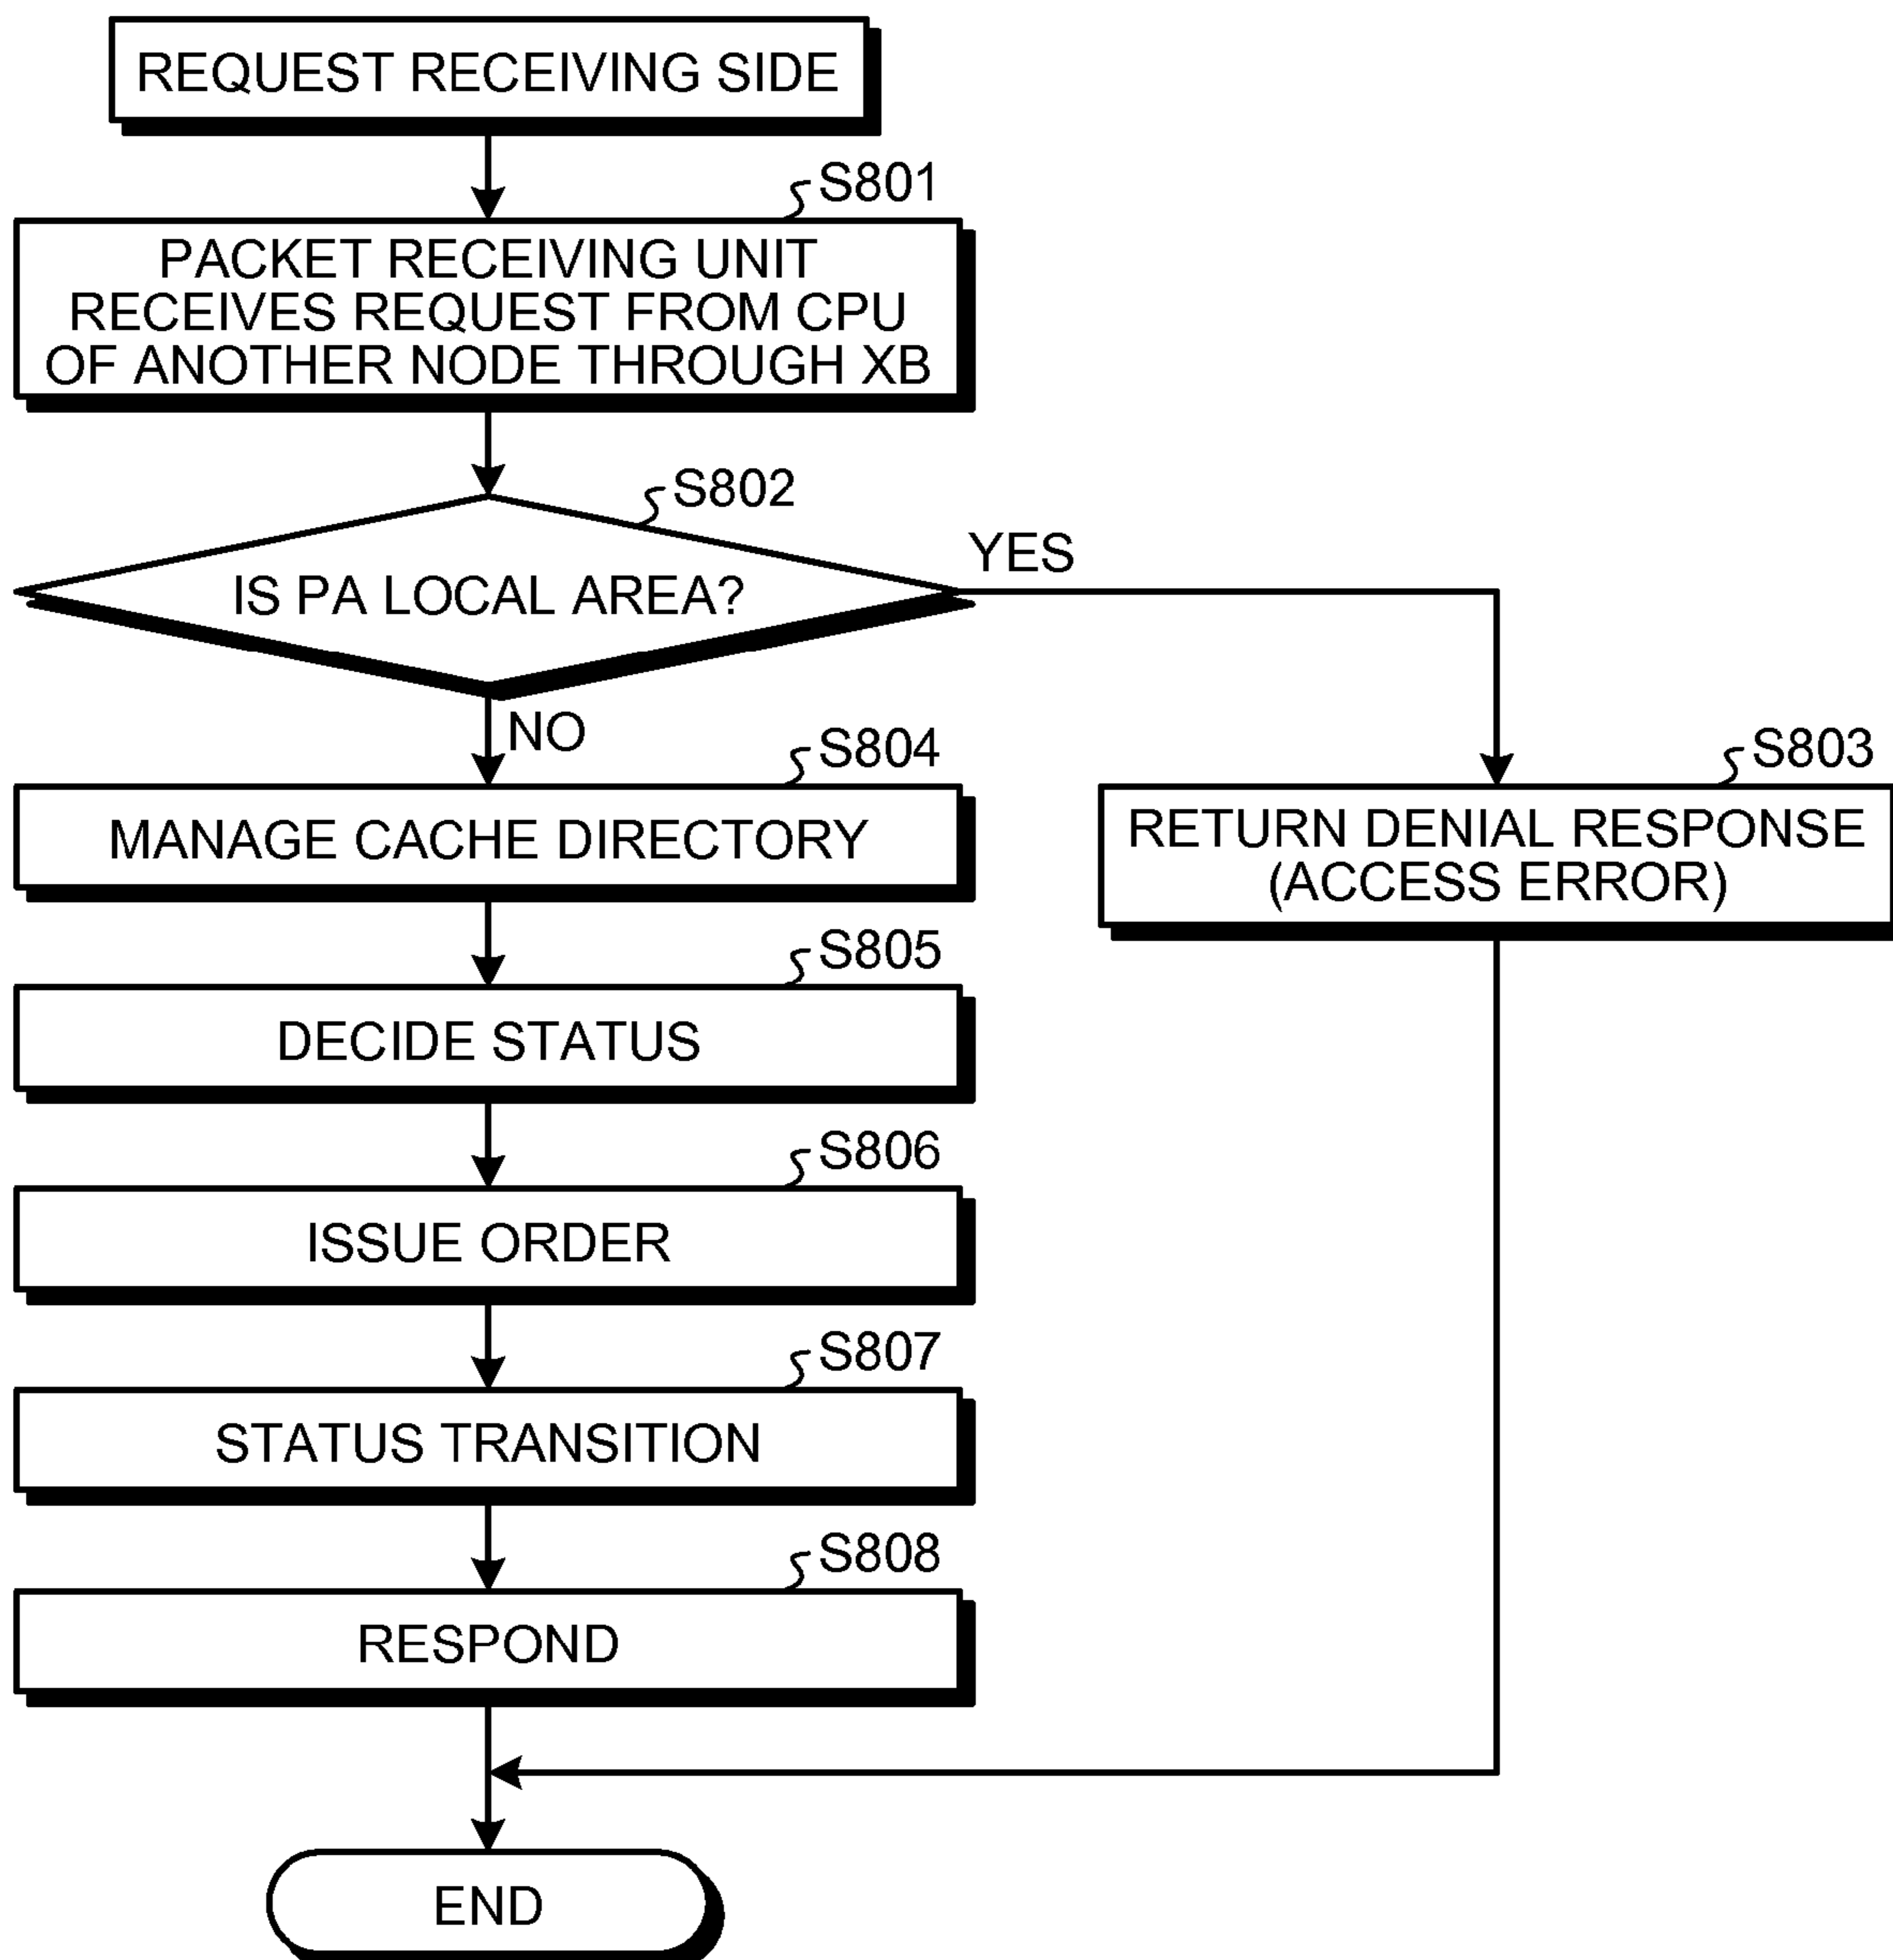 REQUEST RECEIVING SIDE
S801
PACKET RECEIVING UNIT
RECEIVES REQUEST FROM CPU
OF ANOTHER NODE THROUGH XB
S802
IS PA LOCAL AREA?
YES
NO
S804
MANAGE CACHE DIRECTORY
S803
RETURN DENIAL RESPONSE
(ACCESS ERROR)
S805
DECIDE STATUS
S806
ISSUE ORDER
S807
STATUS TRANSITION
S808
RESPOND
END